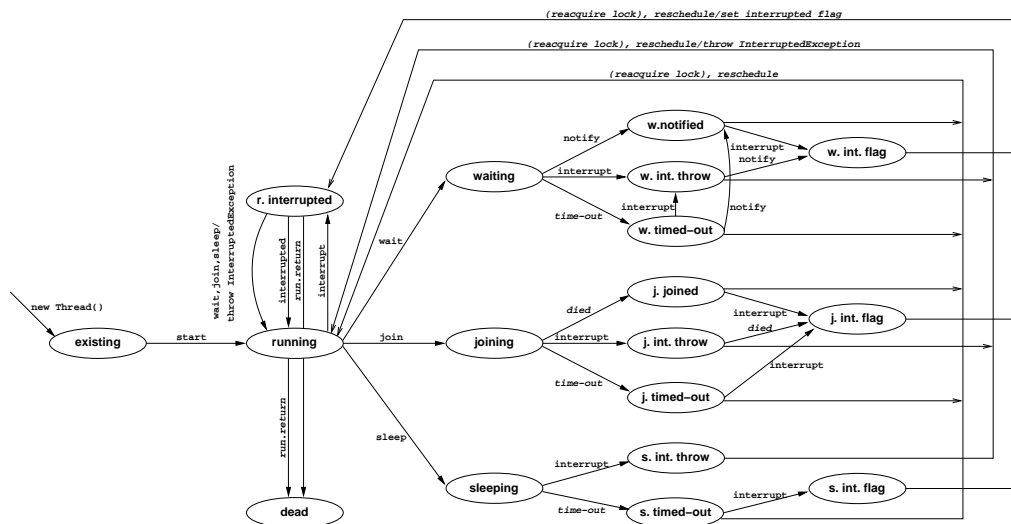 (reacquire lock), reschedule/set interrupted flag
(reacquire lock), reschedule/throw InterruptedException
(reacquire lock), reschedule
w.notified
notify
interrupt
w. int. flag
notify
waiting
interrupt
w. int. throw
r. interrupted
time-out
interrupt
notify
w. timed-out
wait,join,sleep/
throw InterruptedException
interrupted
run.return
interrupt
wait
new Thread()
j. joined
died
interrupt
j. int. flag
died
existing
start
running
join
joining
interrupt
j. int. throw
interrupt
time-out
j. timed-out
run.return
sleep
s. int. throw
interrupt
sleeping
interrupt
s. int. flag
time-out
s. timed-out
dead